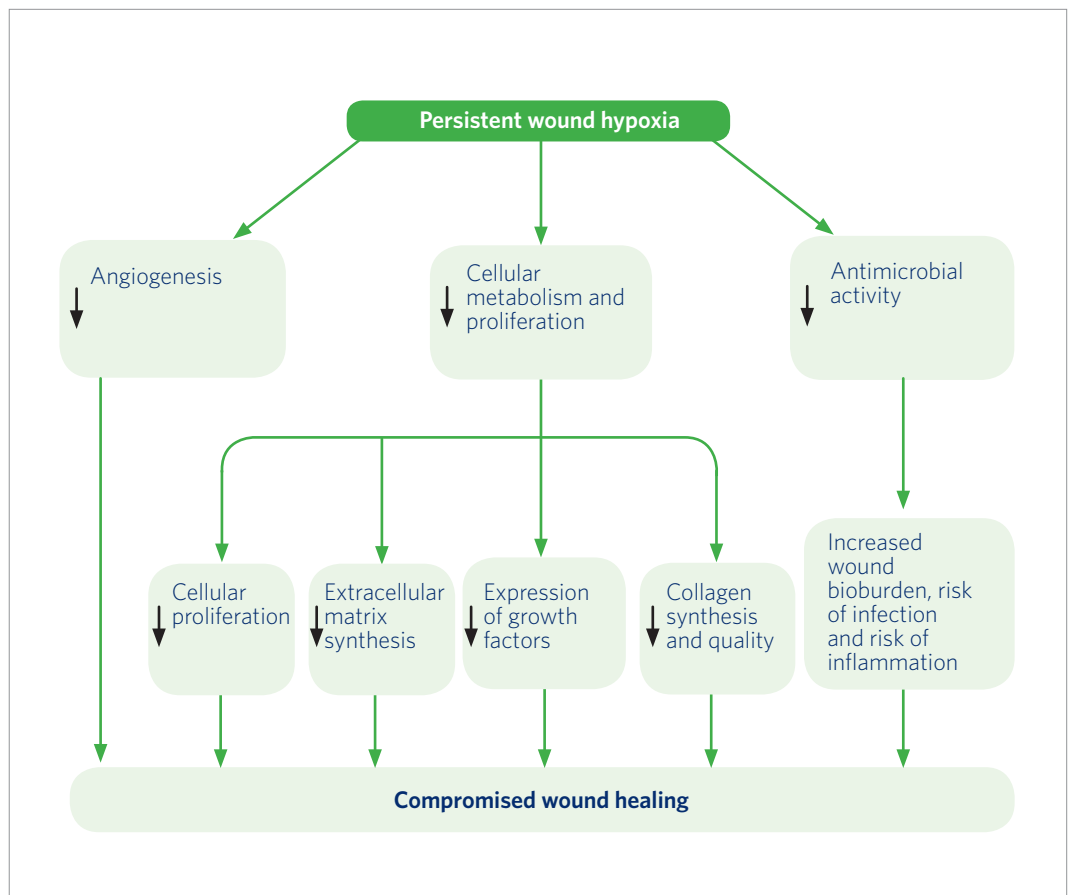 Persistent wound hypoxia
Angiogenesis
Cellular
metabolism and
proliferation
Antimicrobial
activity
Cellular
proliferation
Extracellular
matrix
synthesis
Expression
of growth
factors
Collagen
synthesis
and quality
Increased
wound
bioburden, risk
of infection
and risk of
inflammation
Compromised wound healing